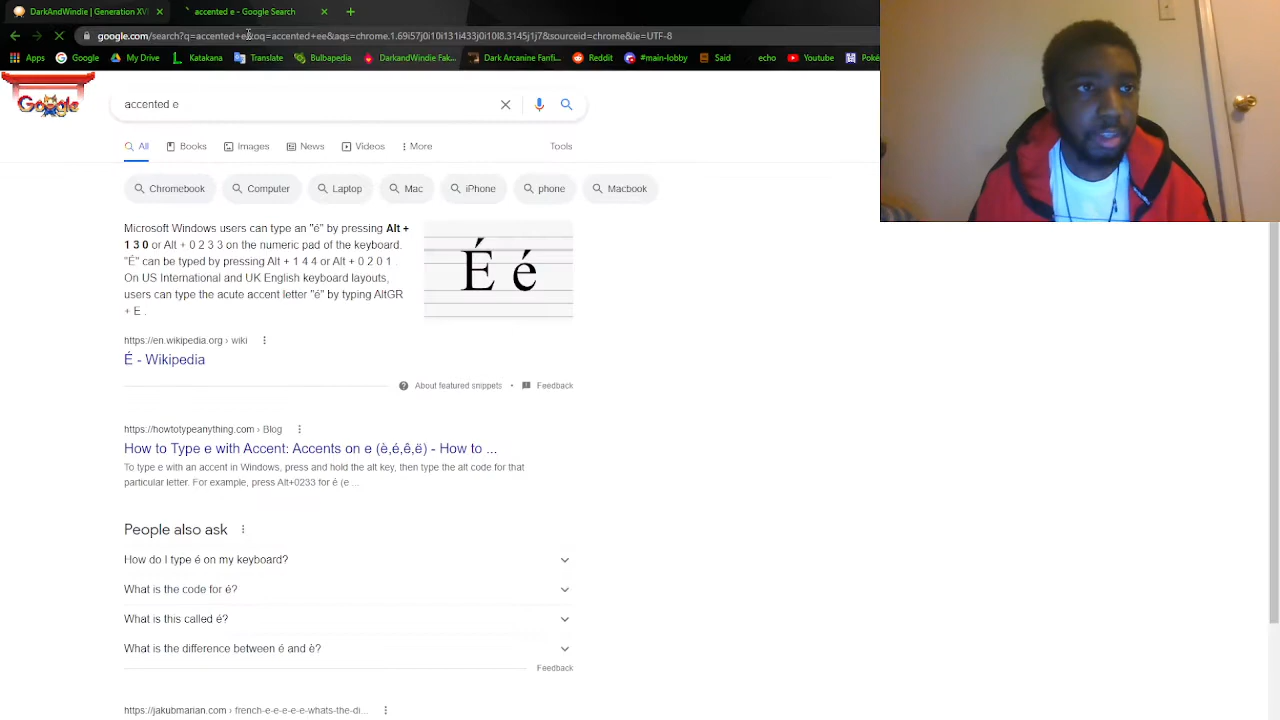 DarkAndWindie | Generation XVI
accented e - Google Search
google.com/search?q=accented+e&oq=accented+ee&aqs=chrome.1.69i57j0i10i131i433j0i10l8.3145j1j7&sourceid=chrome&ie=UTF-8
Apps Google My Drive Katakana Translate Bulbapedia DarkandWindie Fak... Dark Arcanine Fanfi... Reddit #main-lobby Said echo Youtube Poké
Google
accented e
All Books Images News Videos More Tools
Chromebook Computer Laptop Mac iPhone phone Macbook
Microsoft Windows users can type an "é" by pressing Alt +
1 3 0 or Alt + 0 2 3 3 on the numeric pad of the keyboard.
"É" can be typed by pressing Alt + 1 4 4 or Alt + 0 2 0 1 .
On US International and UK English keyboard layouts,
users can type the acute accent letter "é" by typing AltGR
+ E .
É é
https://en.wikipedia.org › wiki
É - Wikipedia
About featured snippets • Feedback
https://howtotypeanything.com › Blog
How to Type e with Accent: Accents on e (è,é,ê,ë) - How to ...
To type e with an accent in Windows, press and hold the alt key, then type the alt code for that
particular letter. For example, press Alt+0233 for é (e ...
People also ask
How do I type é on my keyboard?
What is the code for é?
What is this called é?
What is the difference between é and è?
Feedback
https://jakubmarian.com › french-e-e-e-e-e-whats-the-di...